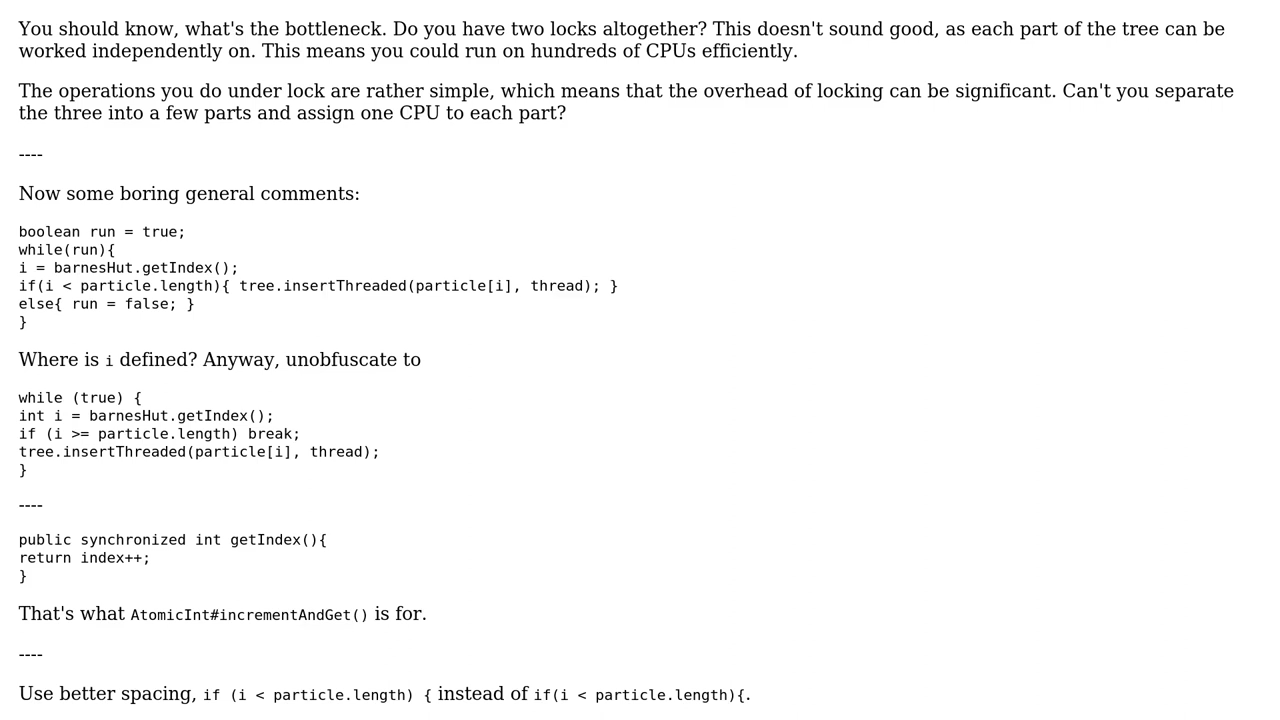 You should know, what's the bottleneck. Do you have two locks altogether? This doesn't sound good, as each part of the tree can be
worked independently on. This means you could run on hundreds of CPUs efficiently.
The operations you do under lock are rather simple, which means that the overhead of locking can be significant. Can't you separate
the three into a few parts and assign one CPU to each part?
----
Now some boring general comments:
boolean run = true;
while(run){
i = barnesHut.getIndex();
if(i < particle.length){ tree.insertThreaded(particle[i], thread); }
else{ run = false; }
}
Where is i defined? Anyway, unobfuscate to
while (true) {
int i = barnesHut.getIndex();
if (i >= particle.length) break;
tree.insertThreaded(particle[i], thread);
}
----
public synchronized int getIndex(){
return index++;
}
That's what AtomicInt#incrementAndGet() is for.
----
Use better spacing, if (i < particle.length) { instead of if(i < particle.length){.